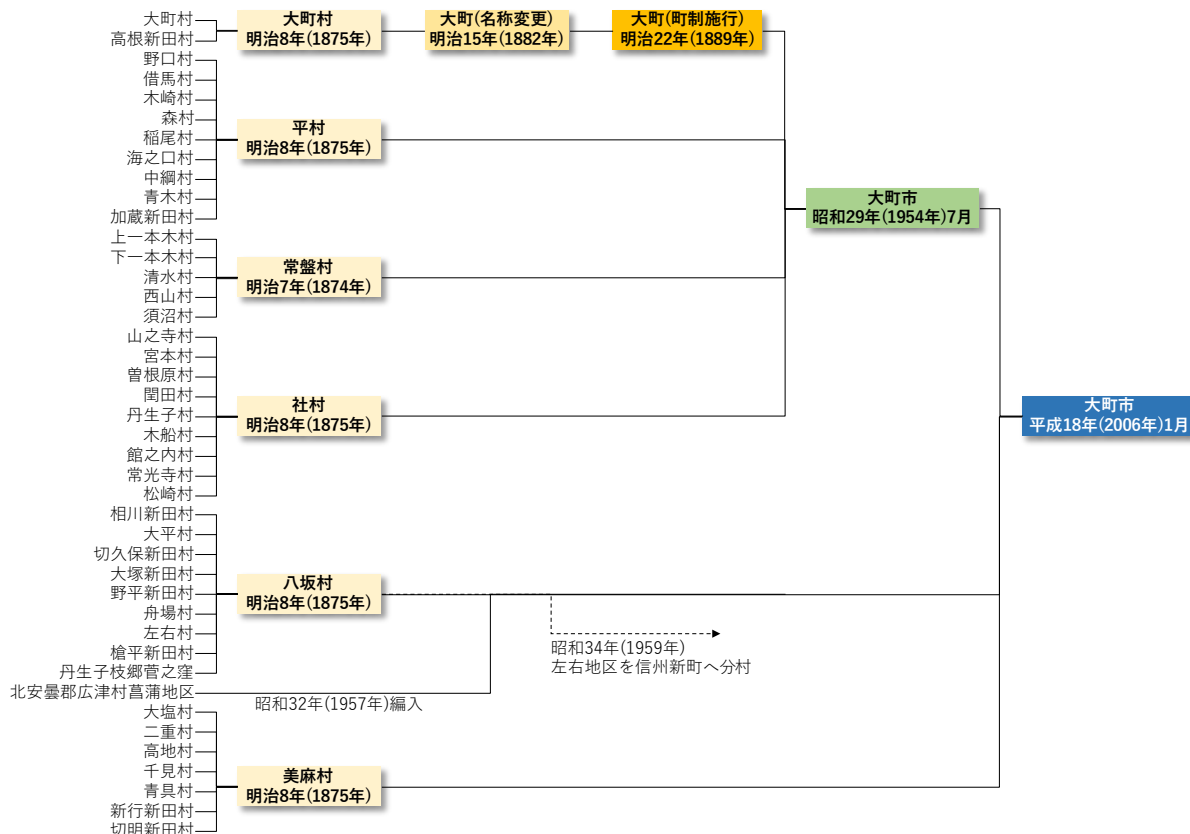 大町村
高根新田村
野口村
借馬村
木崎村
森村
稲尾村
海之口村
中綱村
青木村
加蔵新田村
上一本木村
下一本木村
清水村
西山村
須沼村
山之寺村
宮本村
曽根原村
閏田村
丹生子村
木船村
館之内村
常光寺村
松崎村
相川新田村
大平村
切久保新田村
大塚新田村
野平新田村
舟場村
左右村
槍平新田村
丹生子枝郷菅之窪
北安曇郡広津村菖蒲地区
大塩村
二重村
高地村
千見村
青具村
新行新田村
切明新田村
大町村
明治8年(1875年)
大町(名称変更)
明治15年(1882年)
大町(町制施行)
明治22年(1889年)
平村
明治8年(1875年)
常盤村
明治7年(1874年)
社村
明治8年(1875年)
八坂村
明治8年(1875年)
昭和34年(1959年)
左右地区を信州新町へ分村
昭和32年(1957年)編入
美麻村
明治8年(1875年)
大町市
昭和29年(1954年)7月
大町市
平成18年(2006年)1月